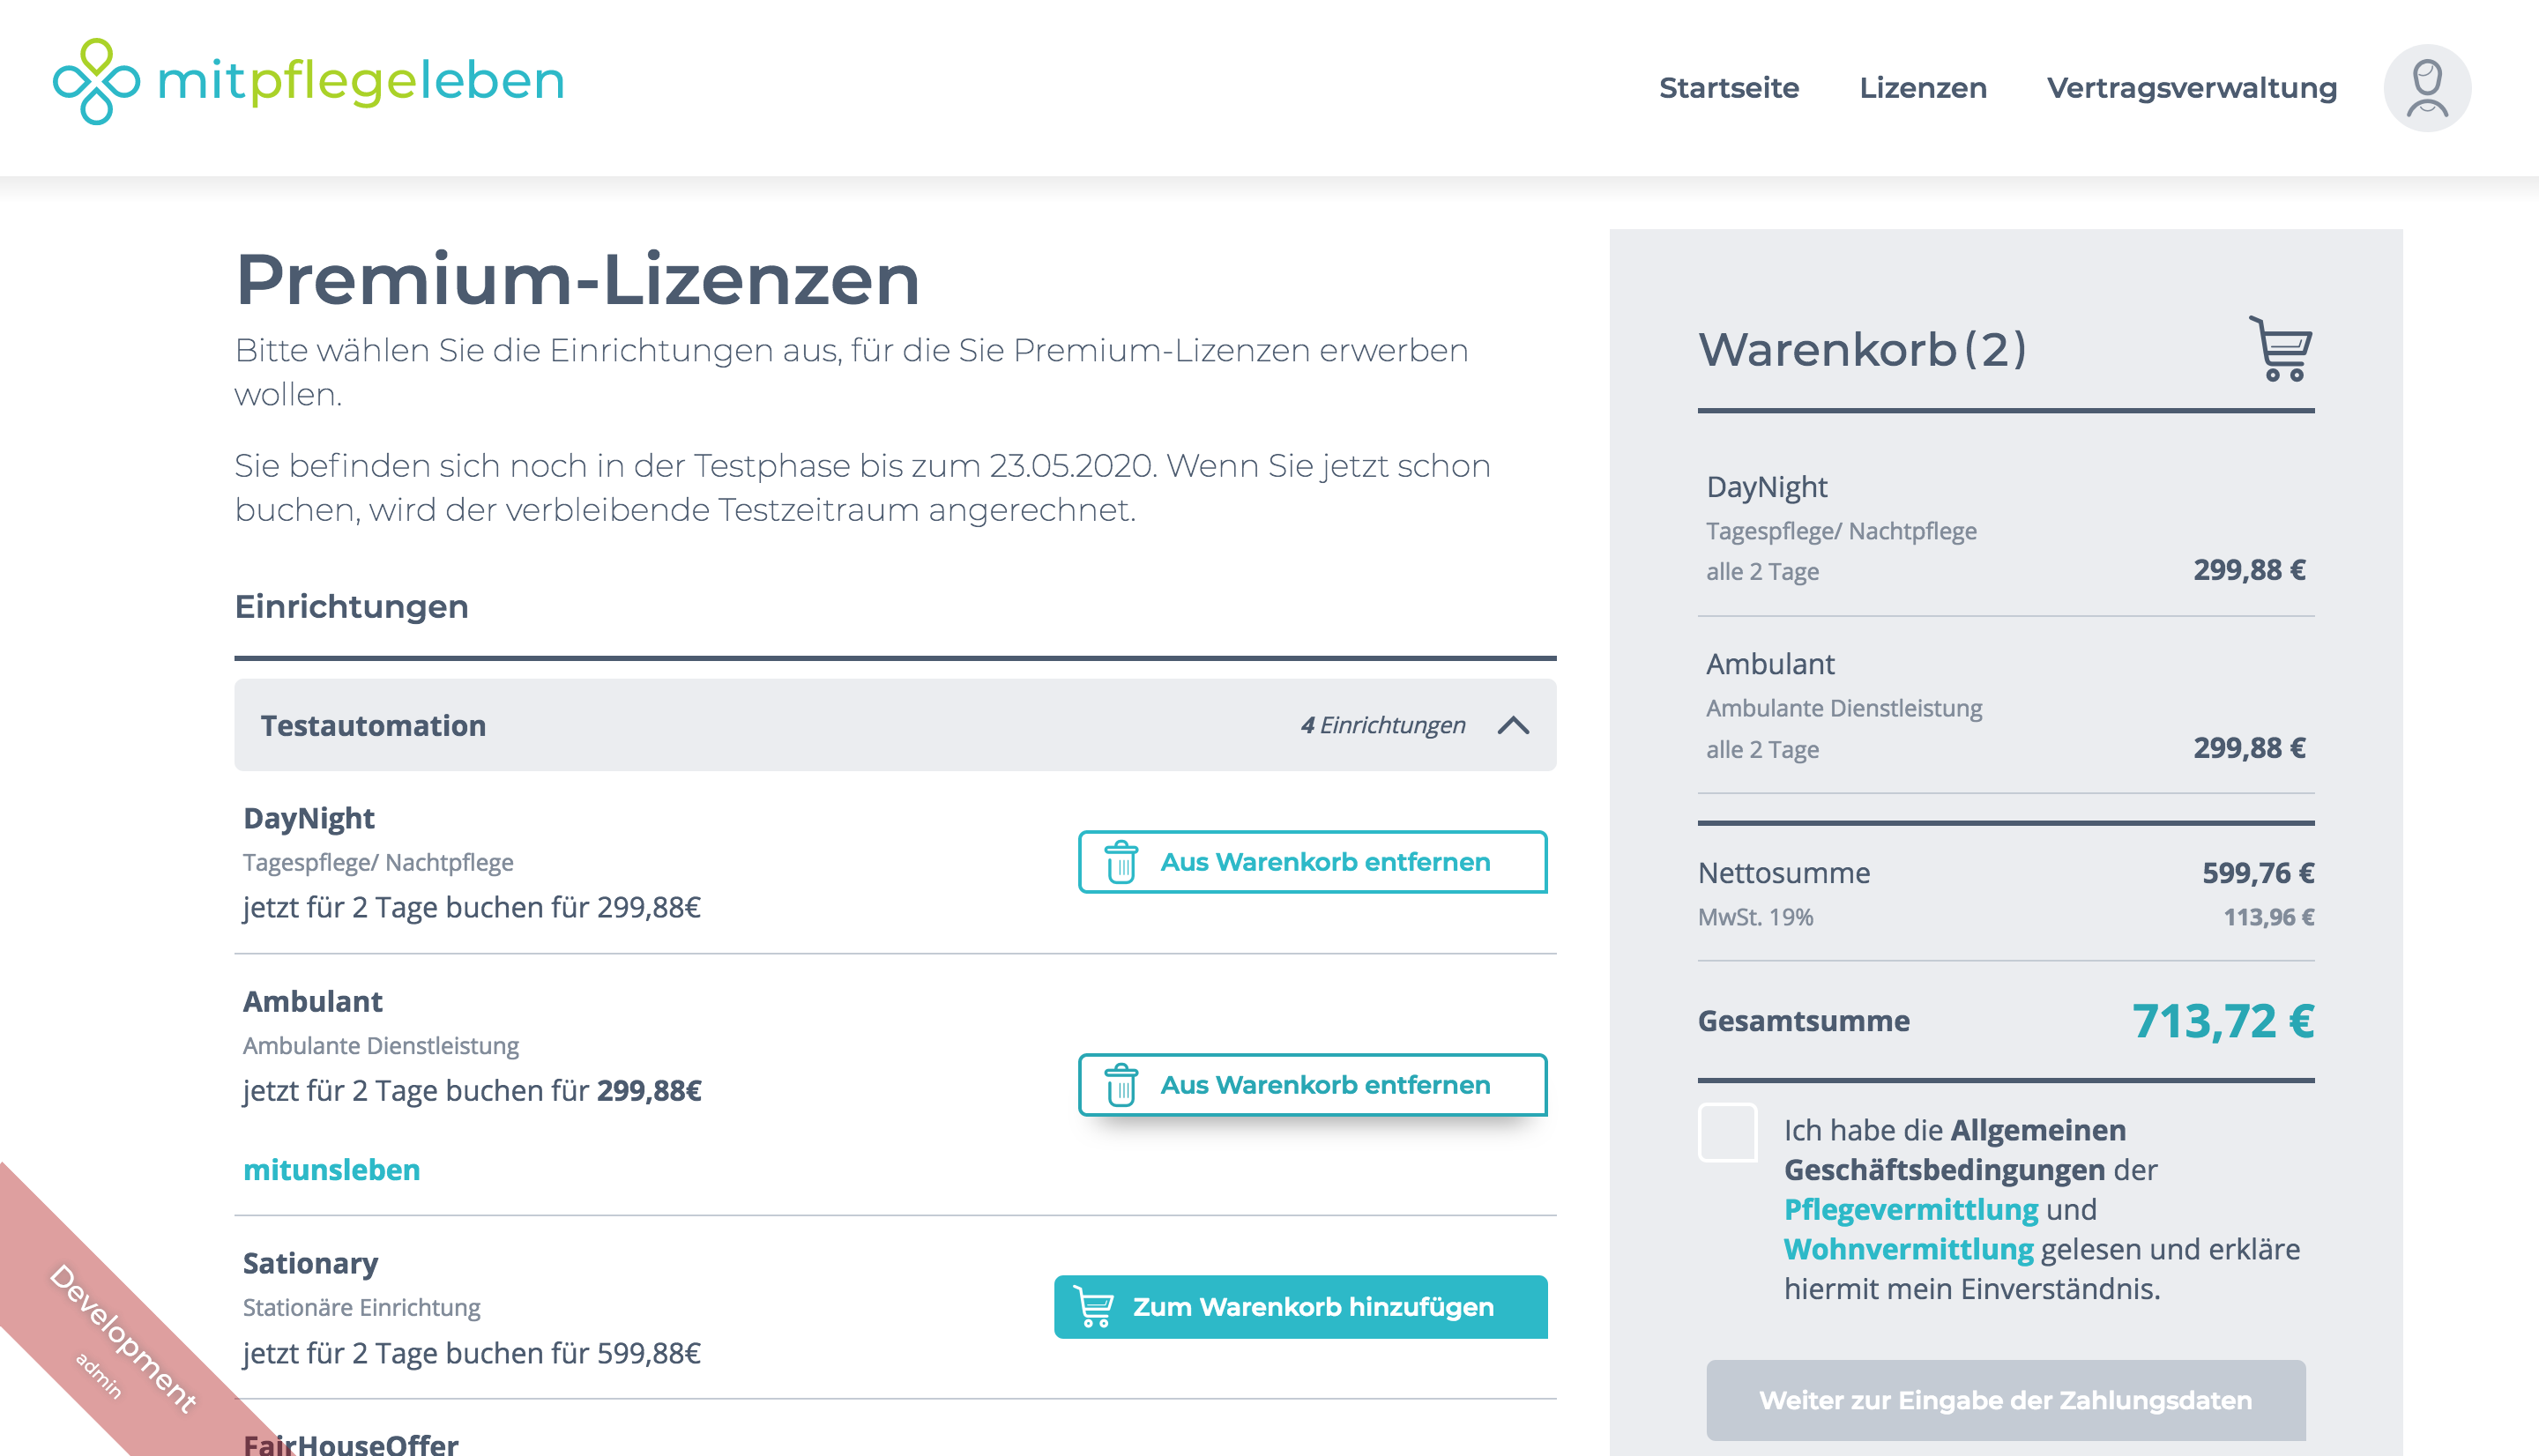 mitpflegeleben
Startseite
Lizenzen
Vertragsverwaltung
Premium-Lizenzen
Bitte wählen Sie die Einrichtungen aus, für die Sie Premium-Lizenzen erwerben
wollen.
Sie befinden sich noch in der Testphase bis zum 23.05.2020. Wenn Sie jetzt schon
buchen, wird der verbleibende Testzeitraum angerechnet.
Einrichtungen
Testautomation
4 Einrichtungen
DayNight
Tagespflege/ Nachtpflege
jetzt für 2 Tage buchen für 299,88€
Aus Warenkorb entfernen
Ambulant
Ambulante Dienstleistung
jetzt für 2 Tage buchen für 299,88€
Aus Warenkorb entfernen
mitunsleben
Sationary
Stationäre Einrichtung
jetzt für 2 Tage buchen für 599,88€
Zum Warenkorb hinzufügen
FairHouseOffer
Warenkorb (2)
DayNight
Tagespflege/ Nachtpflege
alle 2 Tage
299,88 €
Ambulant
Ambulante Dienstleistung
alle 2 Tage
299,88 €
Nettosumme
599,76 €
MwSt. 19%
113,96 €
Gesamtsumme
713,72 €
Ich habe die Allgemeinen
Geschäftsbedingungen der
Pflegevermittlung und
Wohnvermittlung gelesen und erkläre
hiermit mein Einverständnis.
Weiter zur Eingabe der Zahlungsdaten
Development
admin